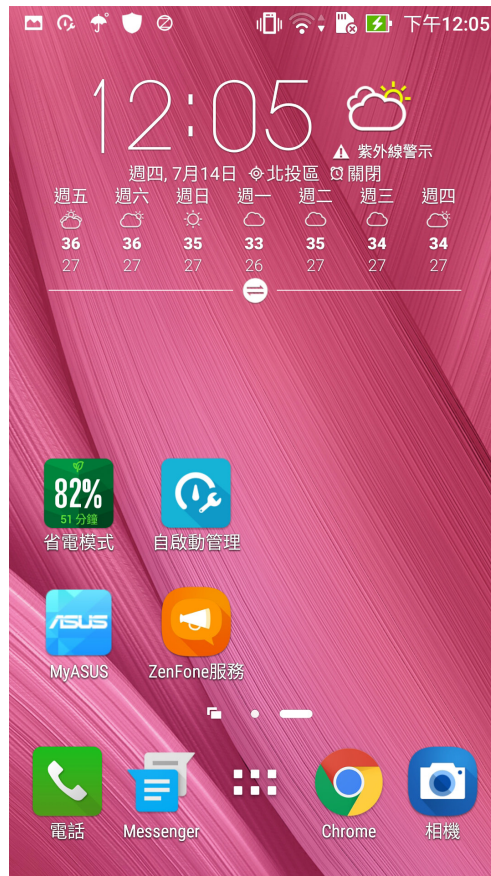 下午12:05
12:05
紫外線警示
週四, 7月14日 北投區 關閉
週五 週六 週日 週一 週二 週三 週四
36 36 35 33 35 34 34
27 27 27 26 27 27 27
82%
51 分鐘
省電模式 自啟動管理
ASUS
MyASUS ZenFone服務
電話 Messenger Chrome 相機